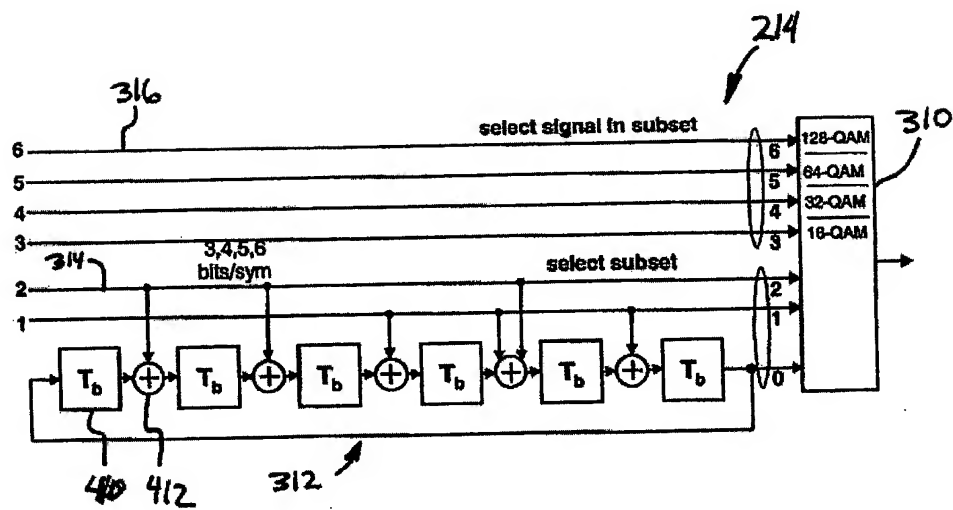 214
316
select signal in subset
310
6
5
4
3
6
5
4
3
128-QAM
64-QAM
32-QAM
16-QAM
3,4,5,6
bits/sym
314
select subset
2
1
2
1
0
Tb
+
Tb
+
Tb
+
Tb
+
Tb
+
Tb
412
312